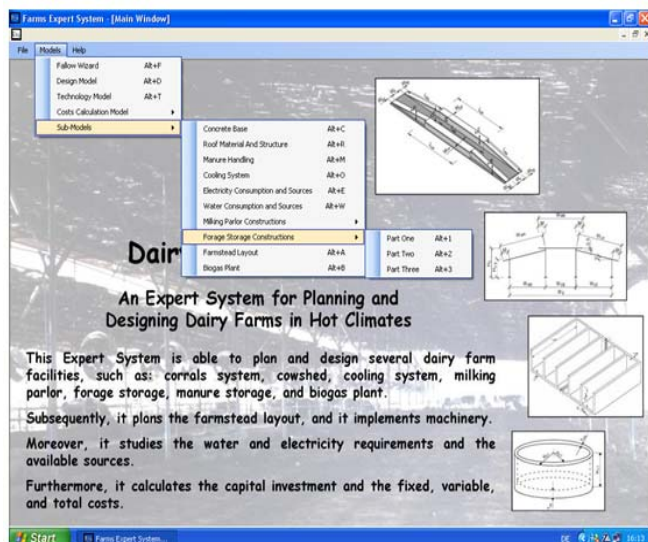 Farms Expert System - [Main Window]
File Models Help
Fallow Wizard Alt+F
Design Model Alt+D
Technology Model Alt+T
Costs Calculation Model
Sub-Models
Concrete Base Alt+C
Roof Material And Structure Alt+R
Manure Handling Alt+M
Cooling System Alt+O
Electricity Consumption and Sources Alt+E
Water Consumption and Sources Alt+W
Milking Parlor Constructions
Forage Storage Constructions
Farmstead Layout Alt+A
Biogas Plant Alt+B
Part One Alt+1
Part Two Alt+2
Part Three Alt+3
Dair
An Expert System for Planning and
Designing Dairy Farms in Hot Climates
This Expert System is able to plan and design several dairy farm
facilities, such as: corrals system, cowshed, cooling system, milking
parlor, forage storage, manure storage, and biogas plant.
Subsequently, it plans the farmstead layout, and it implements machinery.
Moreover, it studies the water and electricity requirements and the
available sources.
Furthermore, it calculates the capital investment and the fixed, variable,
and total costs.
Start Farms Expert System... DE 16:13